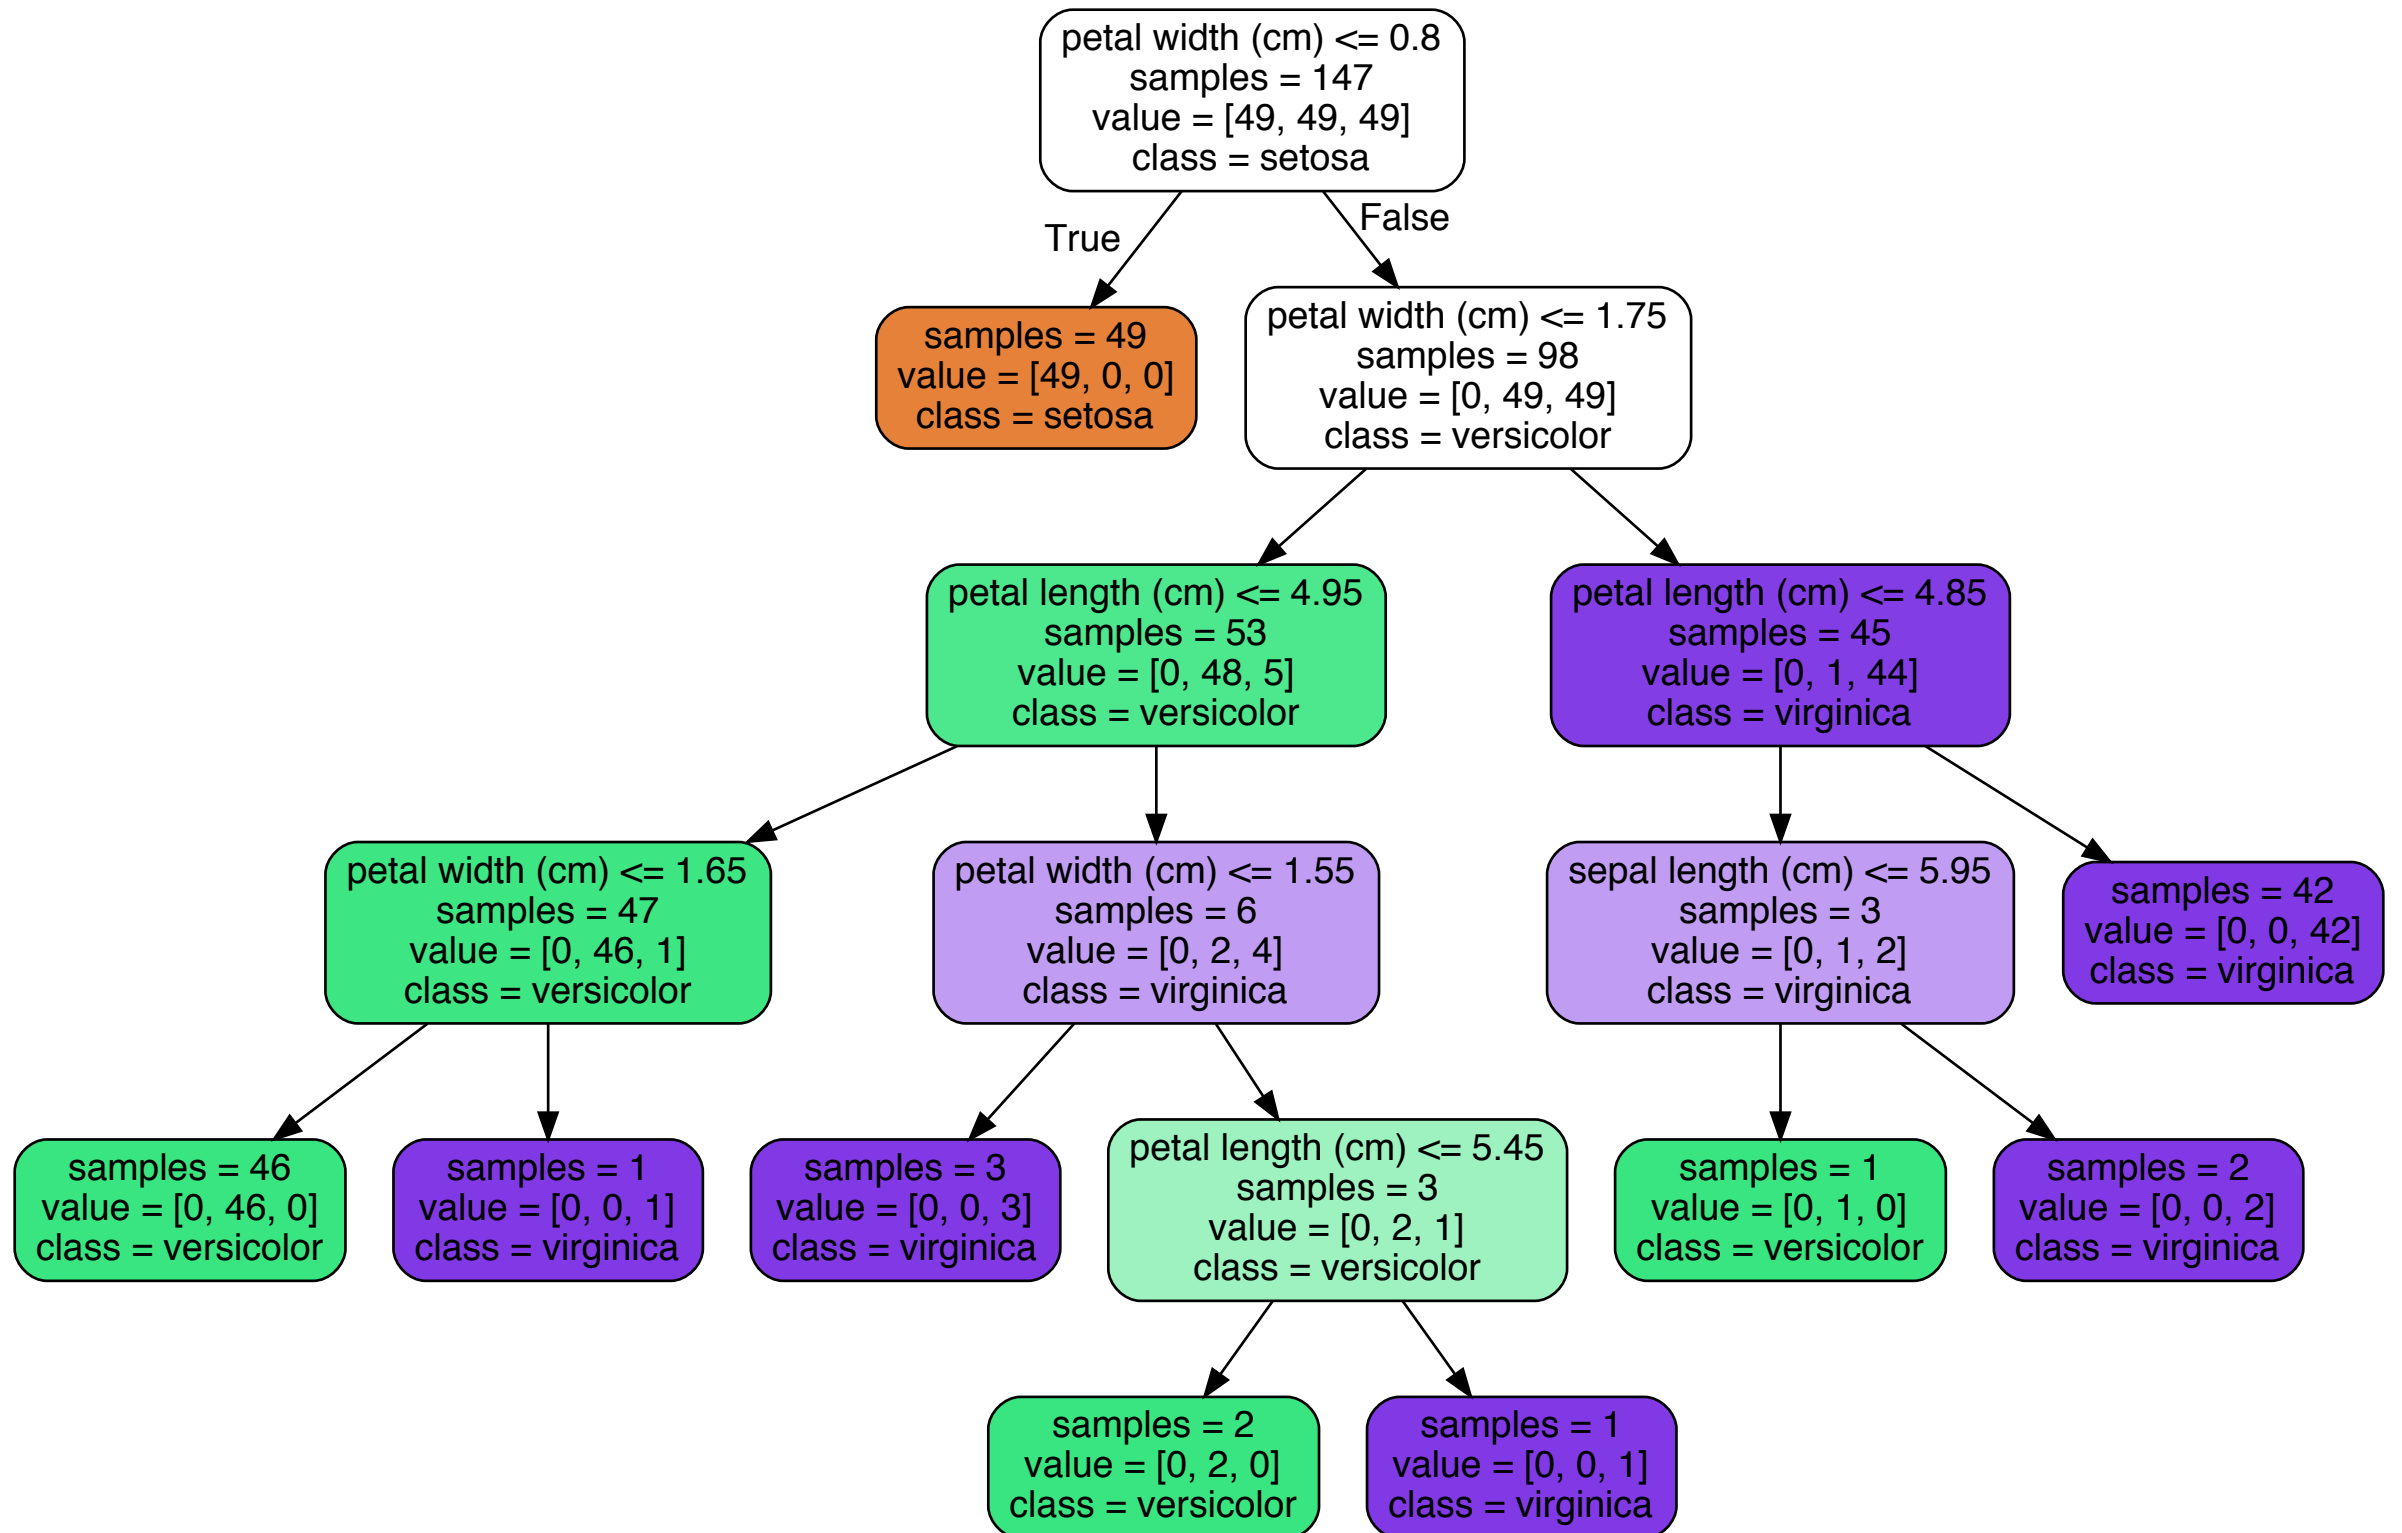 petal width (cm) <= 0.8
samples = 147
value = [49, 49, 49]
class = setosa
True
False
samples = 49
value = [49, 0, 0]
class = setosa
petal width (cm) <= 1.75
samples = 98
value = [0, 49, 49]
class = versicolor
petal length (cm) <= 4.95
samples = 53
value = [0, 48, 5]
class = versicolor
petal length (cm) <= 4.85
samples = 45
value = [0, 1, 44]
class = virginica
petal width (cm) <= 1.65
samples = 47
value = [0, 46, 1]
class = versicolor
petal width (cm) <= 1.55
samples = 6
value = [0, 2, 4]
class = virginica
sepal length (cm) <= 5.95
samples = 3
value = [0, 1, 2]
class = virginica
samples = 42
value = [0, 0, 42]
class = virginica
samples = 46
value = [0, 46, 0]
class = versicolor
samples = 1
value = [0, 0, 1]
class = virginica
samples = 3
value = [0, 0, 3]
class = virginica
petal length (cm) <= 5.45
samples = 3
value = [0, 2, 1]
class = versicolor
samples = 1
value = [0, 1, 0]
class = versicolor
samples = 2
value = [0, 0, 2]
class = virginica
samples = 2
value = [0, 2, 0]
class = versicolor
samples = 1
value = [0, 0, 1]
class = virginica